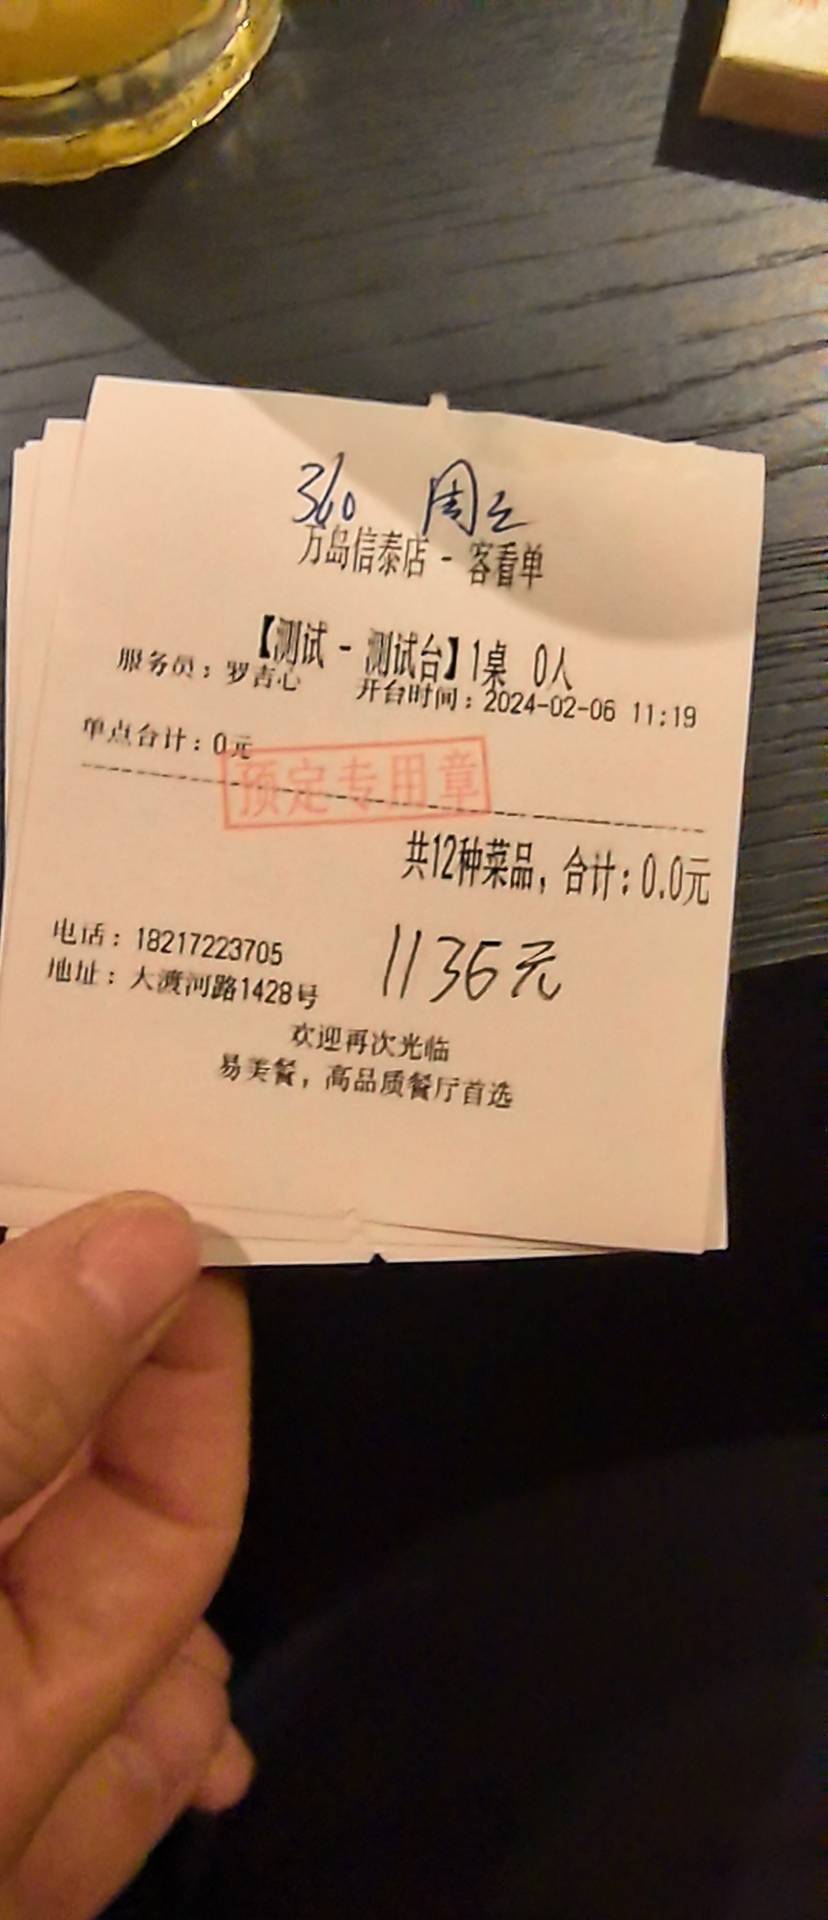 360 周
万岛信泰店 - 客看单
【测试 - 测试台】1桌 0人
服务员：罗吉心 开台时间：2024-02-06 11:19
单点合计：0元
预定专用章
共12种菜品，合计：0.0元
电话：18217223705
1136元
地址：大渡河路1428号
欢迎再次光临
易美餐，高品质餐厅首选